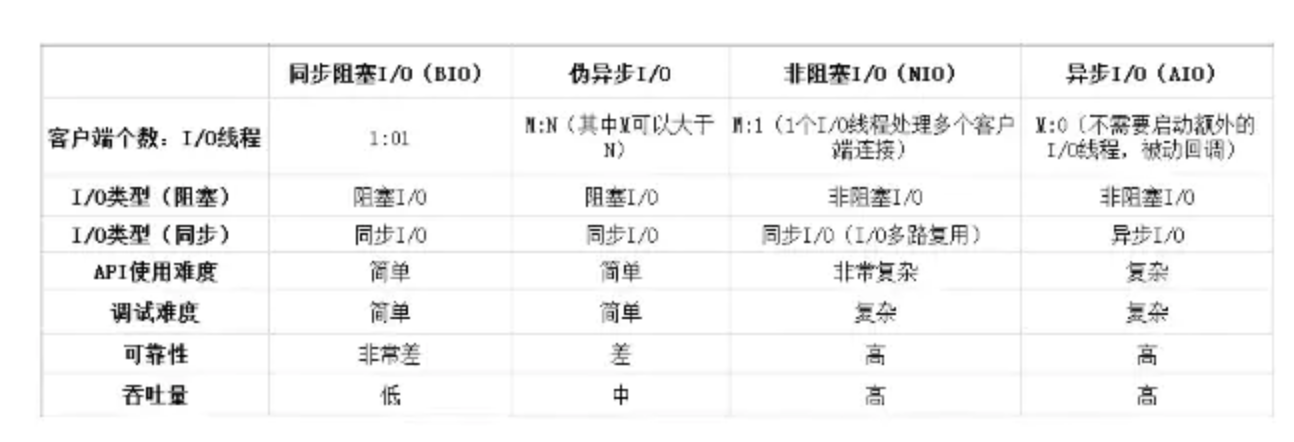 同步阻塞I/O（BIO） 伪异步I/O 非阻塞I/O（NIO） 异步I/O（AIO）
客户端个数：I/O线程 1:01 M:N（其中M可以大于N） M:1（1个I/O线程处理多个客户端连接） M:0（不需要启动额外的I/O线程，被动回调）
I/O类型（阻塞） 阻塞I/O 阻塞I/O 非阻塞I/O 非阻塞I/O
I/O类型（同步） 同步I/O 同步I/O 同步I/O（I/O多路复用） 异步I/O
API使用难度 简单 简单 非常复杂 复杂
调试难度 简单 简单 复杂 复杂
可靠性 非常差 差 高 高
吞吐量 低 中 高 高